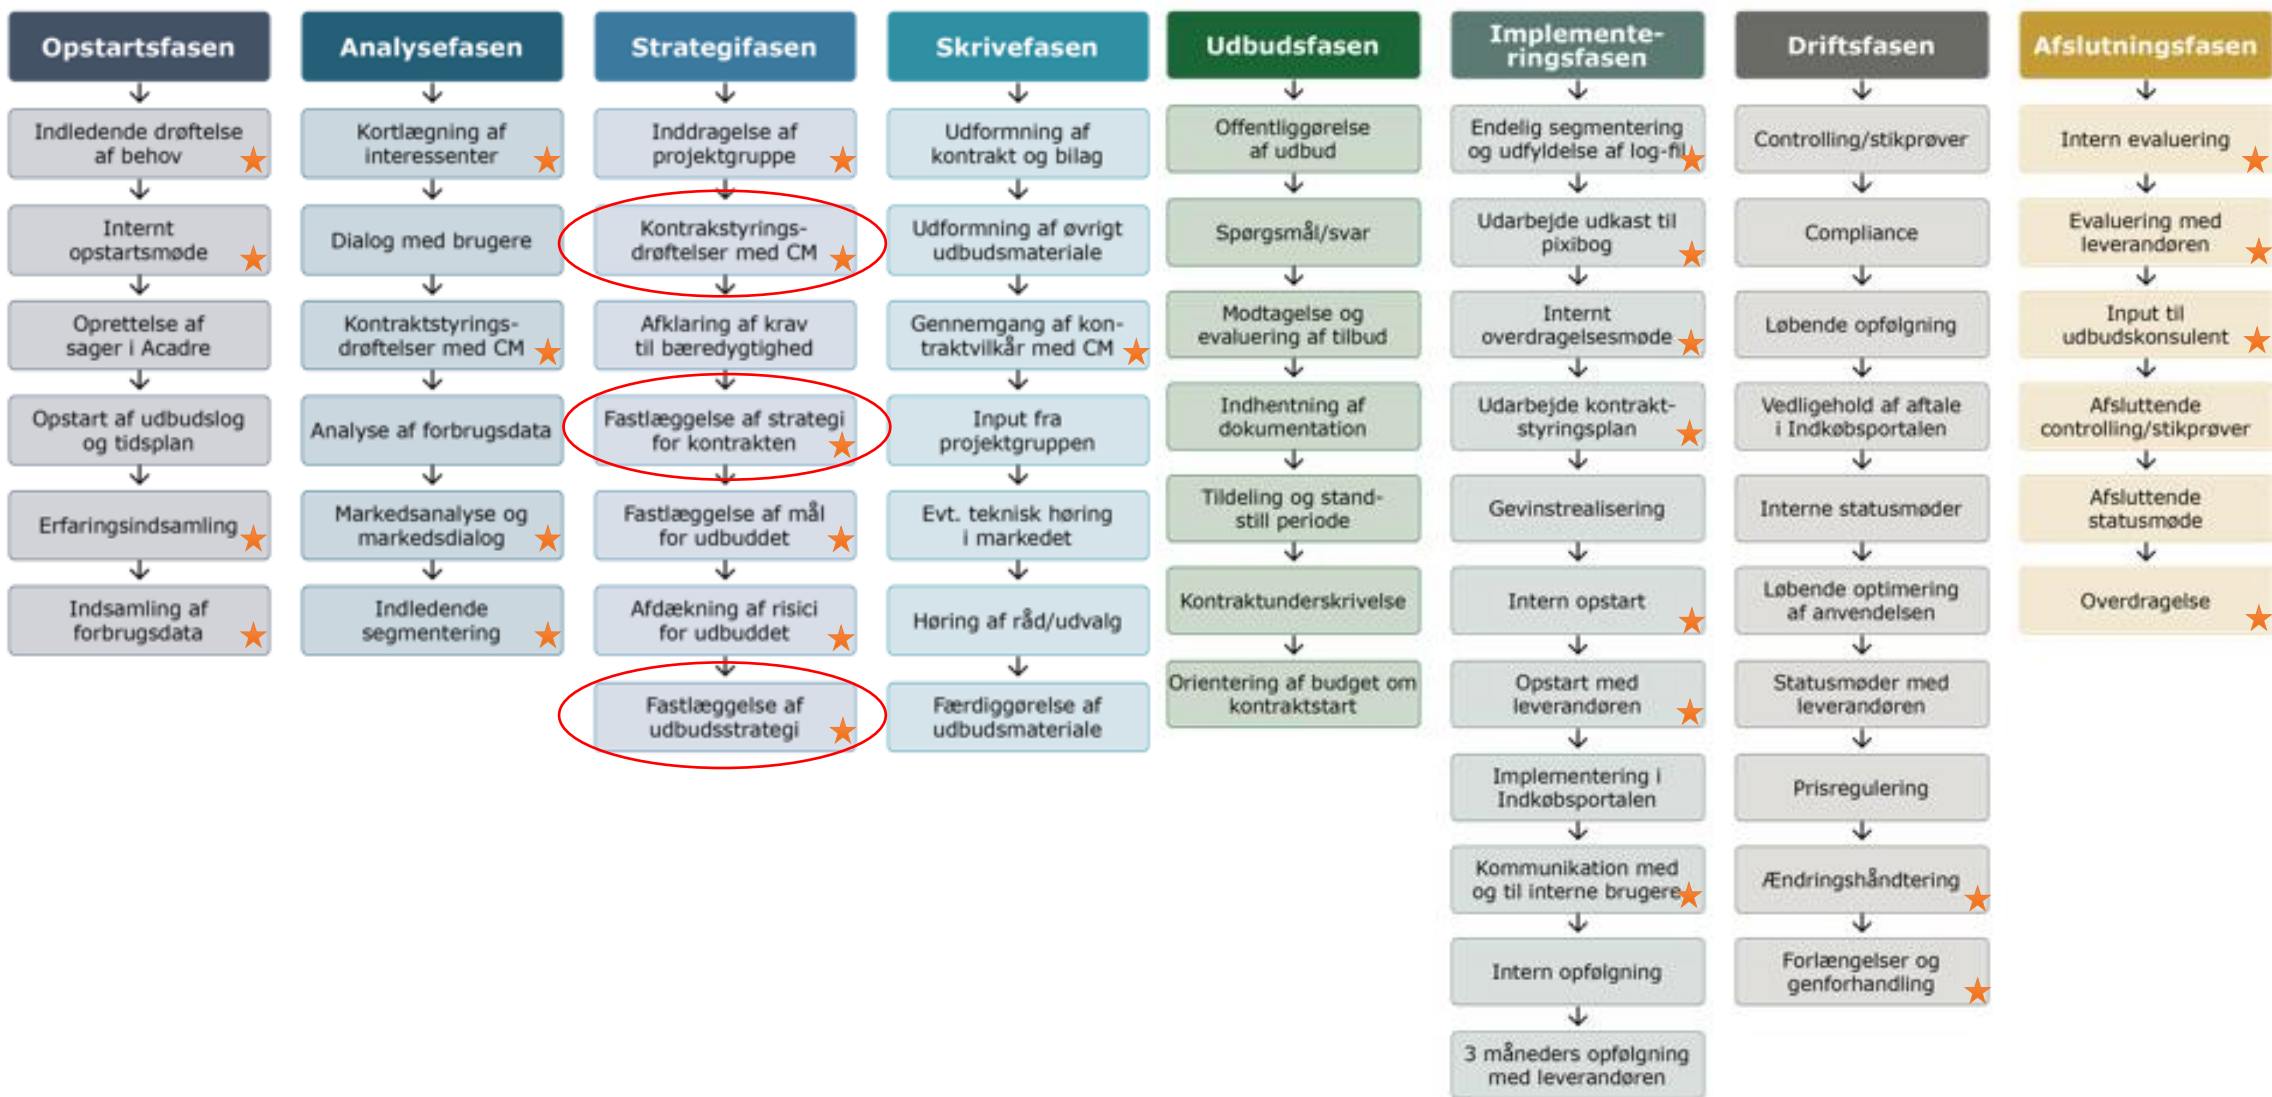 Opstartsfasen
Indledende drøftelse
af behov
Internt
opstartsmøde
Oprettelse af
sager i Acadre
Opstart af udbudslog
og tidsplan
Erfaringsindsamling
Indsamling af
forbrugsdata
Analysefasen
Kortlægning af
interessenter
Dialog med brugere
Kontraktstyrings-
drøftelser med CM
Analyse af forbrugsdata
Markedsanalyse og
markedsdialog
Indledende
segmentering
Strategifasen
Inddragelse af
projektgruppe
Kontrakstyrings-
drøftelser med CM
Afklaring af krav
til bæredygtighed
Fastlæggelse af strategi
for kontrakten
Fastlæggelse af mål
for udbuddet
Afdækning af risici
for udbuddet
Fastlæggelse af
udbudsstrategi
Skrivefasen
Udformning af
kontrakt og bilag
Udformning af øvrigt
udbudsmateriale
Gennemgang af kon-
traktvilkår med CM
Input fra
projektgruppen
Evt. teknisk høring
i markedet
Høring af råd/udvalg
Færdiggørelse af
udbudsmateriale
Udbudsfasen
Offentliggørelse
af udbud
Spørgsmål/svar
Modtagelse og
evaluering af tilbud
Indhentning af
dokumentation
Tildeling og stand-
still periode
Kontraktunderskrivelse
Orientering af budget om
kontraktstart
Implemente-
ringsfasen
Endelig segmentering
og udfyldelse af log-fil
Udarbejde udkast til
pixibog
Internt
overdragelsesmøde
Udarbejde kontrakt-
styringsplan
Gevinstrealisering
Intern opstart
Opstart med
leverandøren
Implementering i
Indkøbsportalen
Kommunikation med
og til interne brugere
Intern opfølgning
3 måneders opfølgning
med leverandøren
Driftsfasen
Controlling/stikprøver
Compliance
Løbende opfølgning
Vedligehold af aftale
i Indkøbsportalen
Interne statusmøder
Løbende optimering
af anvendelsen
Statusmøder med
leverandøren
Prisregulering
Ændringshåndtering
Forlængelser og
genforhandling
Afslutningsfasen
Intern evaluering
Evaluering med
leverandøren
Input til
udbudskonsulent
Afsluttende
controlling/stikprøver
Afsluttende
statusmøde
Overdragelse